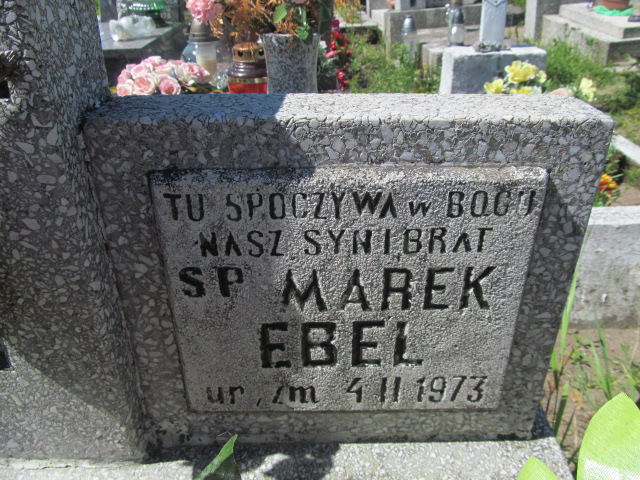 TU SPOCZYWA w BOGU
NASZ SYN I BRAT
SP MAREK
EBEL
ur, zm 4 II 1973